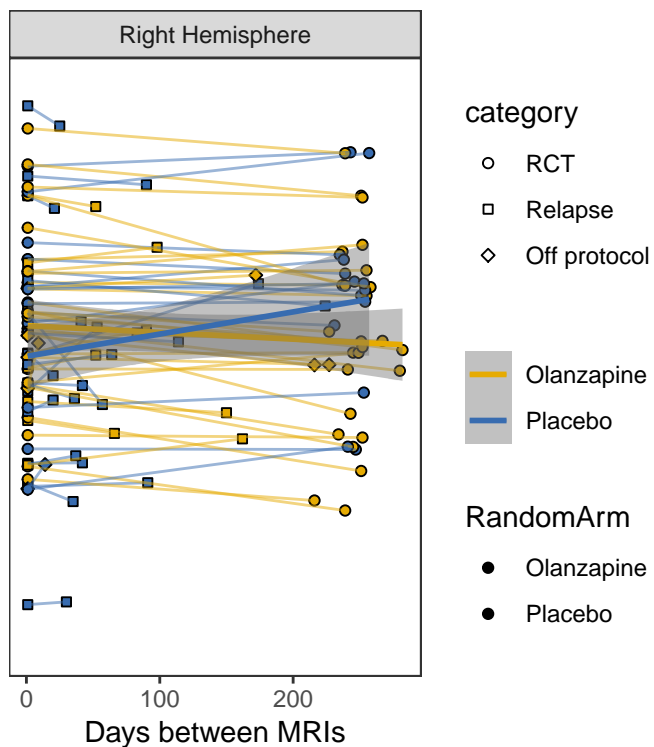 Right Hemisphere
category
RCT
Relapse
Off protocol
Olanzapine
Placebo
RandomArm
Olanzapine
Placebo
0
100
200
Days between MRIs